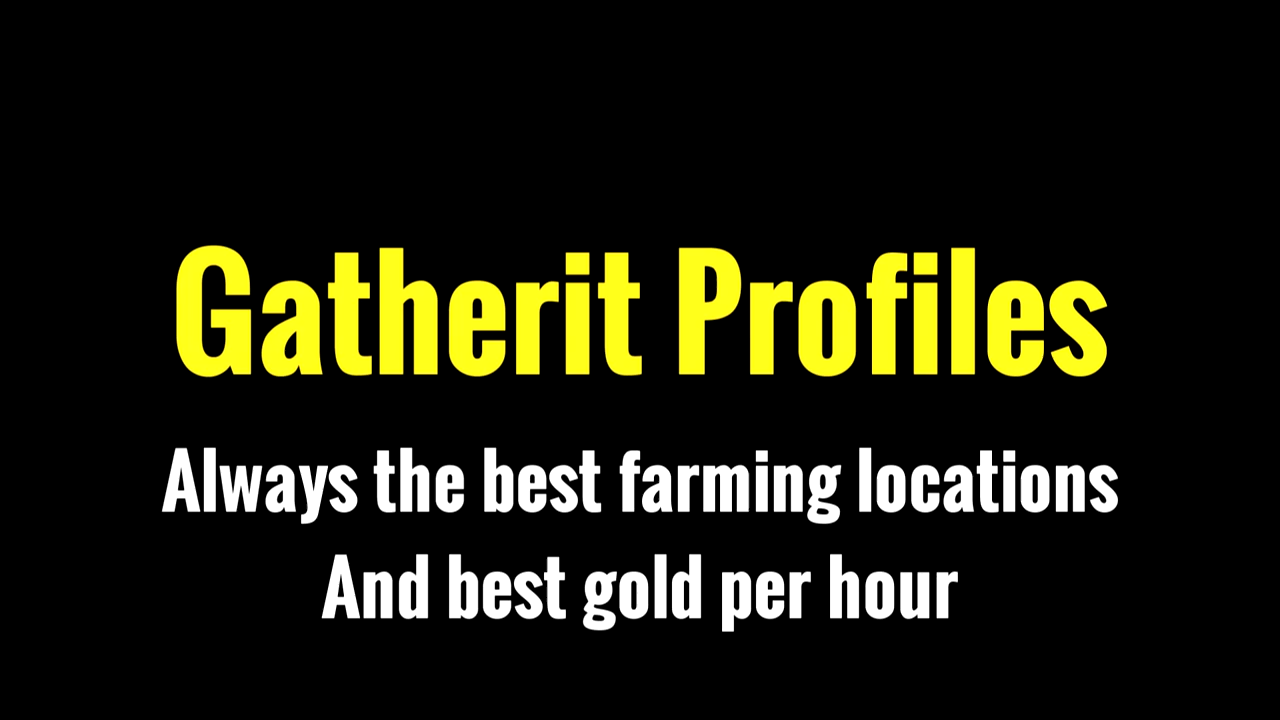 Gatherit Profiles
Always the best farming locations
And best gold per hour